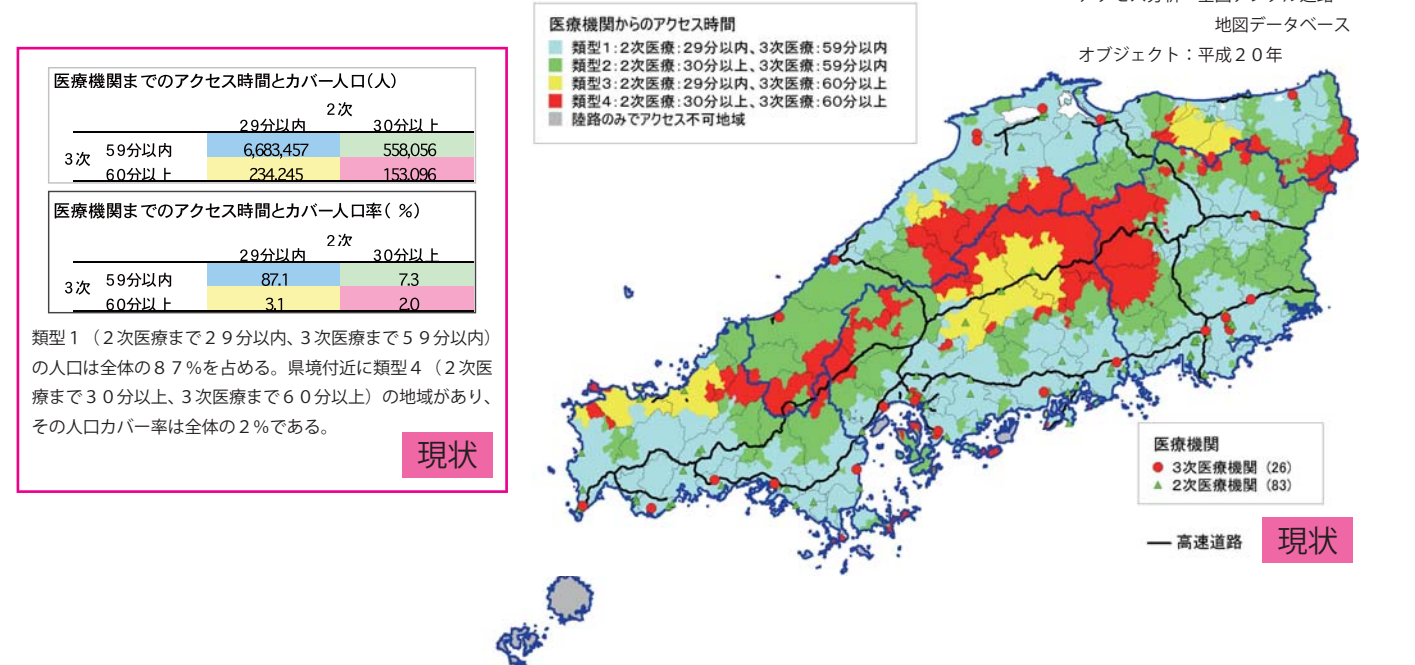 医療機関までのアクセス時間とカバー人口(人)
2次
29分以内 30分以上
3次 59分以内 6,683,457 558,056
60分以上 234,245 153,096
医療機関までのアクセス時間とカバー人口率( %)
2次
29分以内 30分以上
3次 59分以内 87.1 7.3
60分以上 3.1 2.0
類型1(2次医療まで29分以内、3次医療まで59分以内)
の人口は全体の87%を占める。県境付近に類型4(2次医
療まで30分以上、3次医療まで60分以上)の地域があり、
その人口カバー率は全体の2%である。
現状
医療機関からのアクセス時間
類型1:2次医療:29分以内、3次医療:59分以内
類型2:2次医療:30分以上、3次医療:59分以内
類型3:2次医療:29分以内、3次医療:60分以上
類型4:2次医療:30分以上、3次医療:60分以上
陸路のみでアクセス不可地域
地図データベース
オブジェクト:平成20年
医療機関
3次医療機関 (26)
2次医療機関 (83)
高速道路
現状